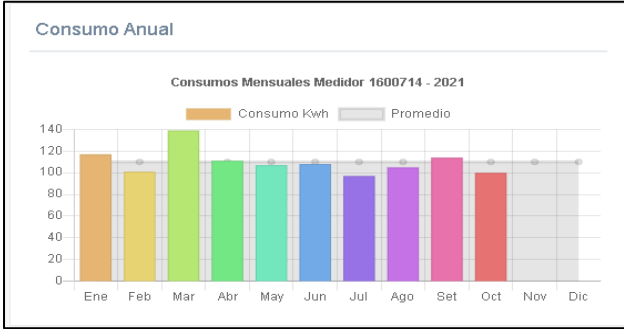 Consumo Anual
Consumos Mensuales Medidor 1600714 - 2021
Consumo Kwh Promedio
140
120
100
80
60
40
20
0
Ene Feb Mar Abr May Jun Jul Ago Set Oct Nov Dic